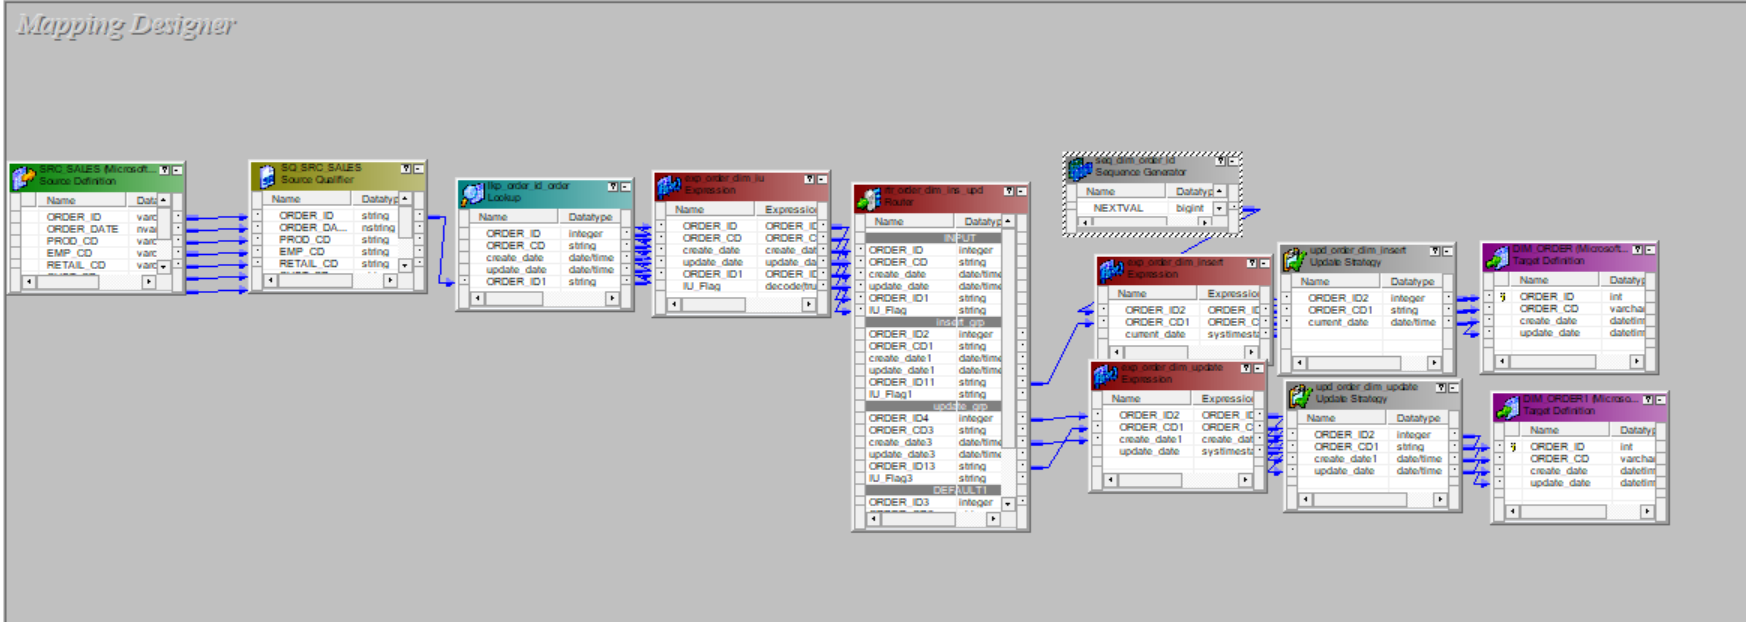 Mapping Designer
SRC_SALES (Microsoft...
Source Definition
Name Data
ORDER_ID varc
ORDER_DATE nva
PROD_CD varc
EMP_CD varc
RETAIL_CD varc
SQ_SRC_SALES
Source Qualifier
Name Datatyp
ORDER_ID string
ORDER_DA... nstring
PROD_CD string
EMP_CD string
RETAIL_CD string
lkp_order_id_order
Lookup
Name Datatype
ORDER_ID integer
ORDER_CD string
create_date date/time
update_date date/time
ORDER_ID1 string
exp_order_dim_iu
Expression
Name Expressio
ORDER_ID ORDER_ID
ORDER_CD ORDER_C
create_date create_dat
update_date update_da
ORDER_ID1 ORDER_ID
IU_Flag decode(tru
rtr_order_dim_ins_upd
Router
Name Datatyp
INPUT
ORDER_ID integer
ORDER_CD string
create_date date/time
update_date date/time
ORDER_ID1 string
IU_Flag string
insert_grp
ORDER_ID2 integer
ORDER_CD1 string
create_date1 date/time
update_date1 date/time
ORDER_ID11 string
IU_Flag1 string
update_grp
ORDER_ID4 integer
ORDER_CD3 string
create_date3 date/time
update_date3 date/time
ORDER_ID13 string
IU_Flag3 string
DEFAULT1
ORDER_ID3 integer
seq_dim_order_id
Sequence Generator
Name Datatyp
NEXTVAL bigint
exp_order_dim_insert
Expression
Name Expressio
ORDER_ID2 ORDER_ID
ORDER_CD1 ORDER_C
current_date systimesta
upd_order_dim_insert
Update Strategy
Name Datatype
ORDER_ID2 integer
ORDER_CD1 string
current_date date/time
DIM_ORDER (Microsoft...
Target Definition
Name Datatyp
ORDER_ID int
ORDER_CD varcha
create_date datetim
update_date datetim
exp_order_dim_update
Expression
Name Expressio
ORDER_ID2 ORDER_ID
ORDER_CD1 ORDER_C
create_date1 create_dat
update_date systimesta
upd_order_dim_update
Update Strategy
Name Datatype
ORDER_ID2 integer
ORDER_CD1 string
create_date1 date/time
update_date date/time
DIM_ORDER1 (Microso...
Target Definition
Name Datatyp
ORDER_ID int
ORDER_CD varcha
create_date datetim
update_date datetim